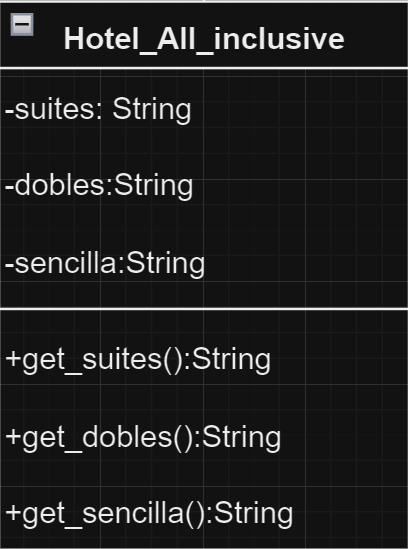 Hotel_All_inclusive
-suites: String
-dobles:String
-sencilla:String
+get_suites():String
+get_dobles():String
+get_sencilla():String